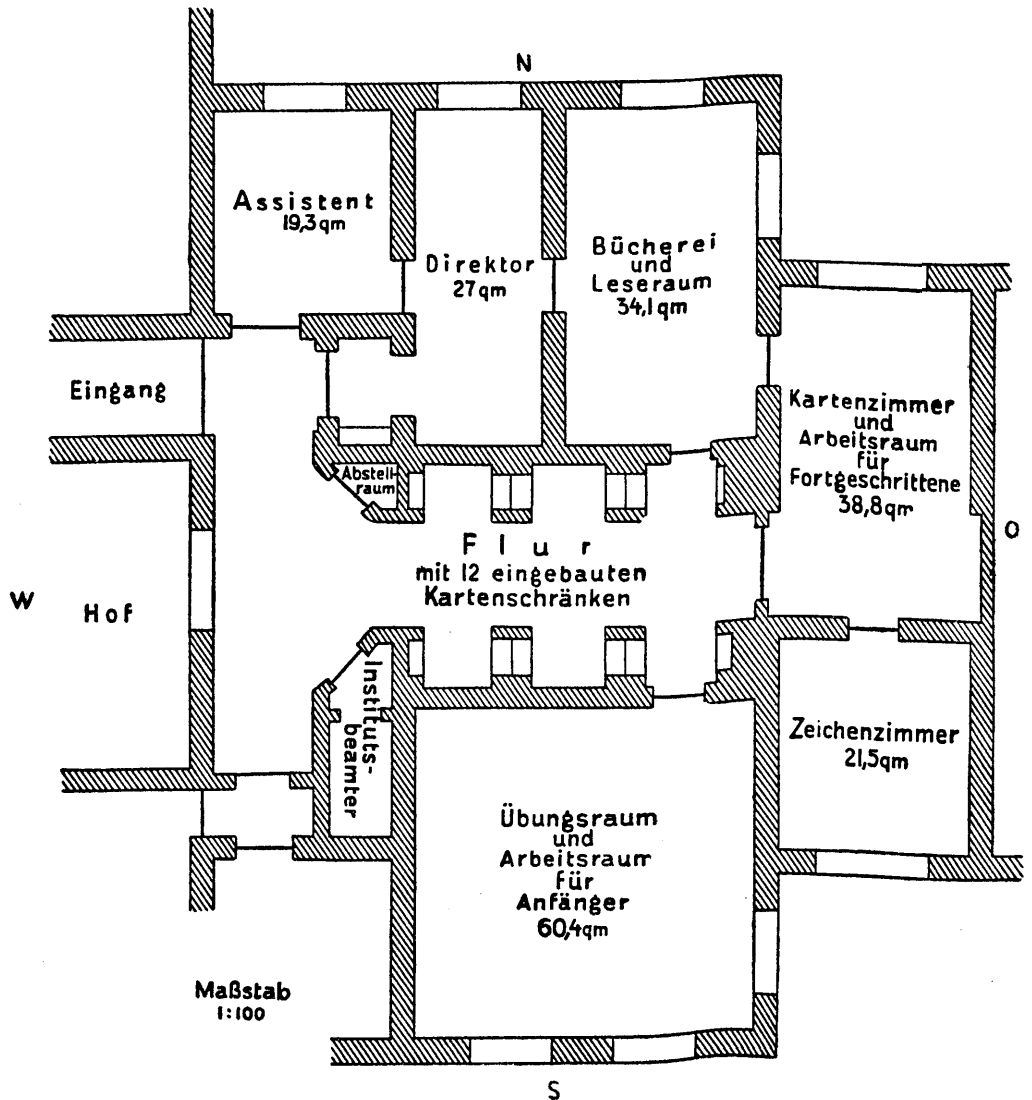 N
Assistent
19,3qm
Direktor
27qm
Bücherei
und
Leseraum
34,1qm
Eingang
Kartenzimmer
und
Arbeitsraum
für
Fortgeschrittene
38,8qm
Abstell-
raum
O
Flur
mit 12 eingebauten
Kartenschränken
W
Hof
Instituts-
beamter
Zeichenzimmer
21,5qm
Übungsraum
und
Arbeitsraum
für
Anfänger
60,4qm
Maßstab
1:100
S